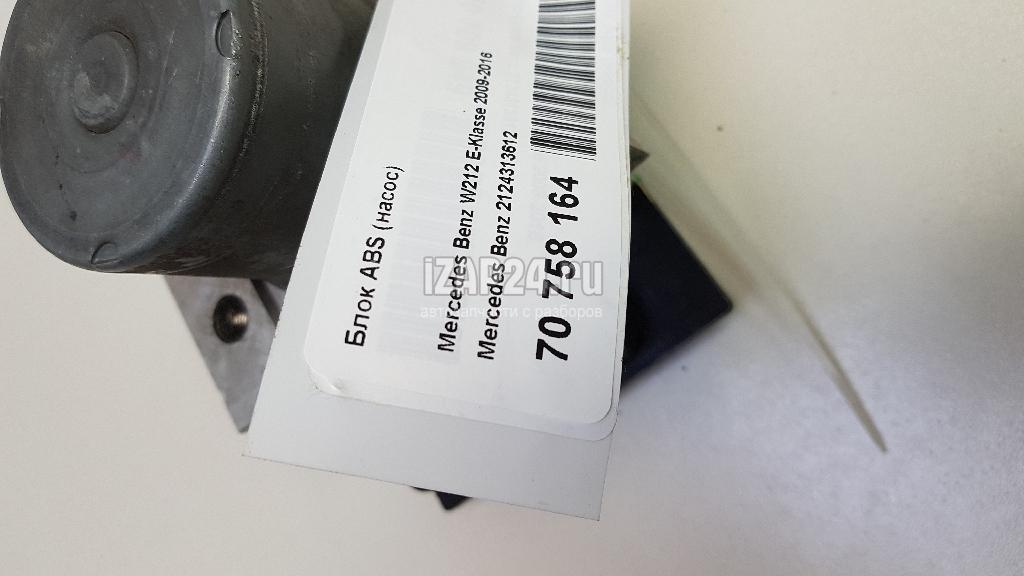 Блок ABS (насос)
Mercedes Benz W212 E-Klasse 2009-2016
Mercedes Benz 2124313612
70 758 164
iZAP24.ru
автозапчасти с разборов